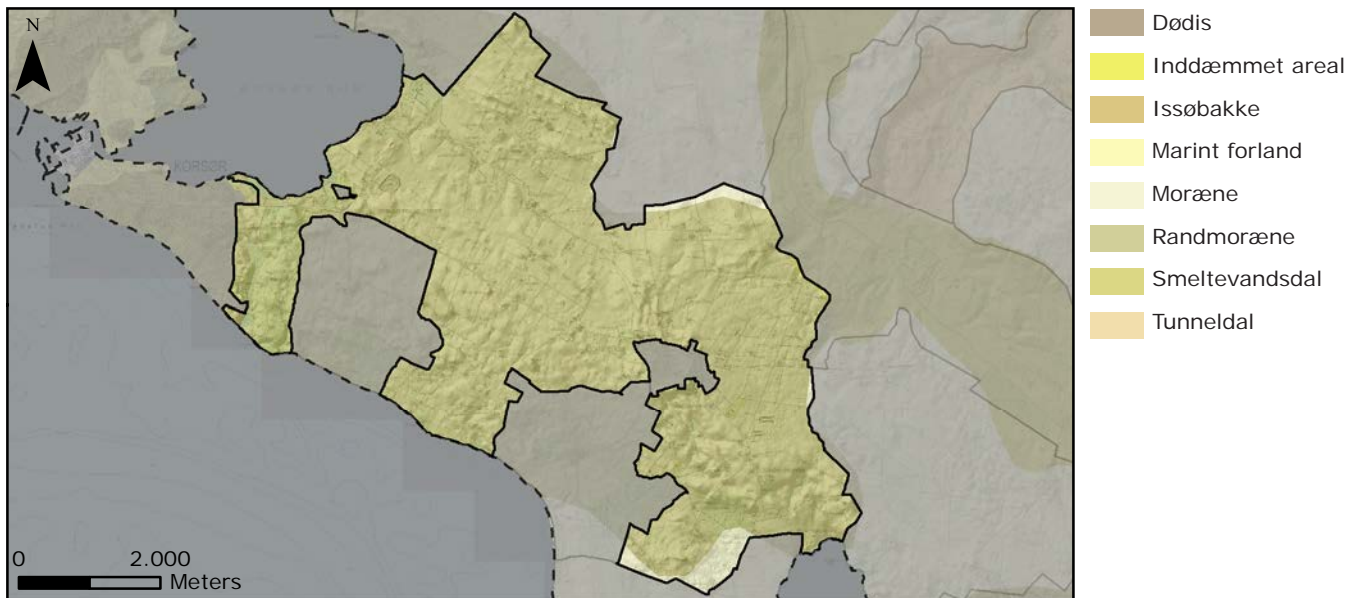 N
KORSØR
0 2.000
Meters
Dødis
Inddæmmet areal
Issøbakke
Marint forland
Moræne
Randmoræne
Smeltevandsdal
Tunneldal